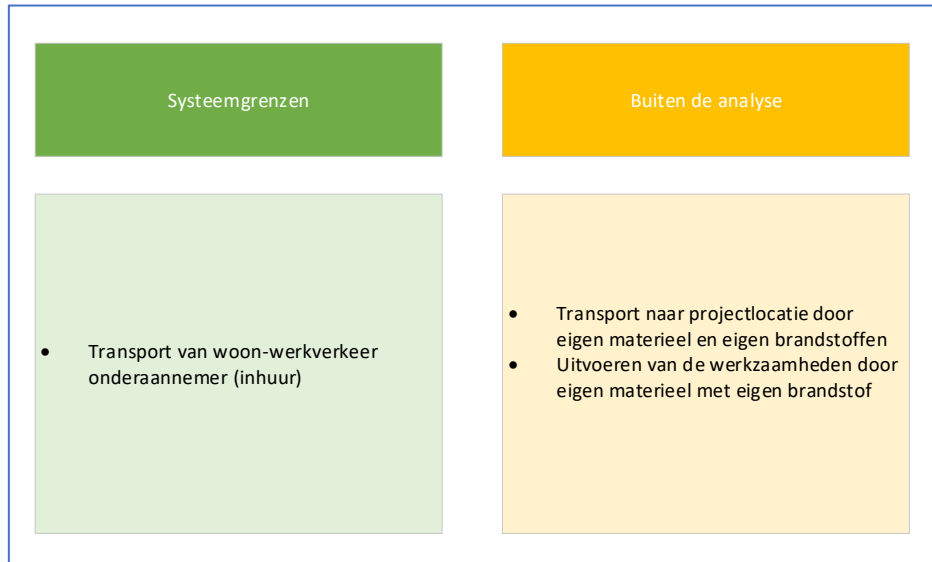 Systeemgrenzen
Buiten de analyse
• Transport van woon-werkverkeer
onderaannemer (inhuur)
• Transport naar projectlocatie door
eigen materieel en eigen brandstoffen
• Uitvoeren van de werkzaamheden door
eigen materieel met eigen brandstof